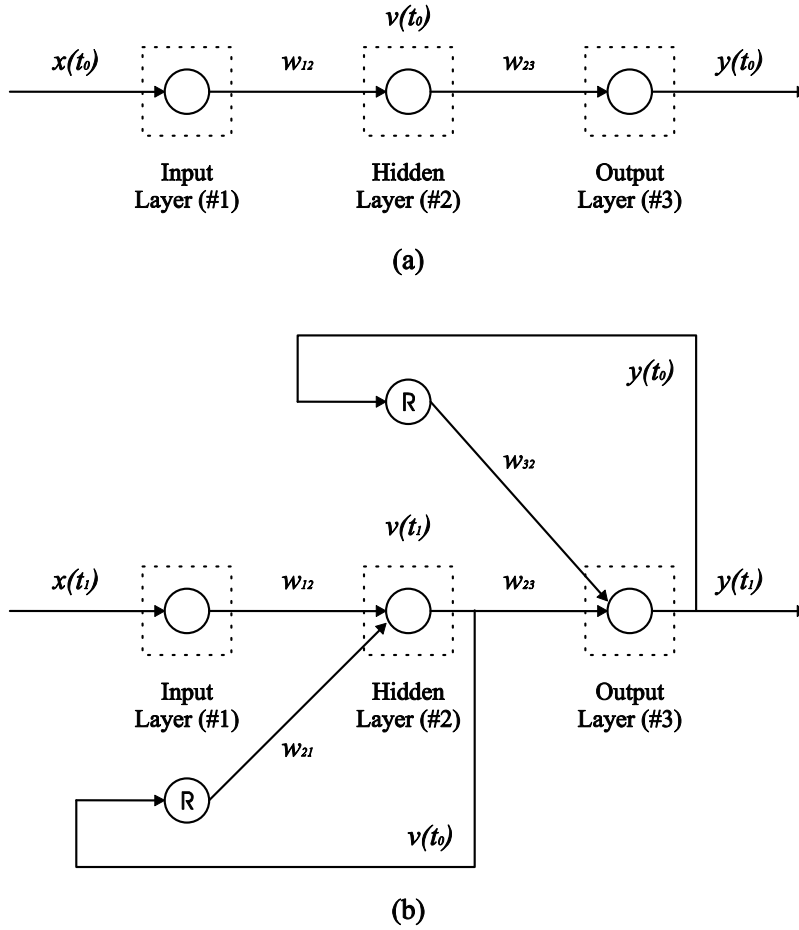 v(t₀)
x(t₀) w₁₂ w₂₃ y(t₀)
Input Layer (#1)
Hidden Layer (#2)
Output Layer (#3)
(a)
y(t₀)
R
w₃₂
v(t₁)
x(t₁) w₁₂ w₂₃ y(t₁)
Input Layer (#1)
Hidden Layer (#2)
Output Layer (#3)
w₂₁
R
v(t₀)
(b)